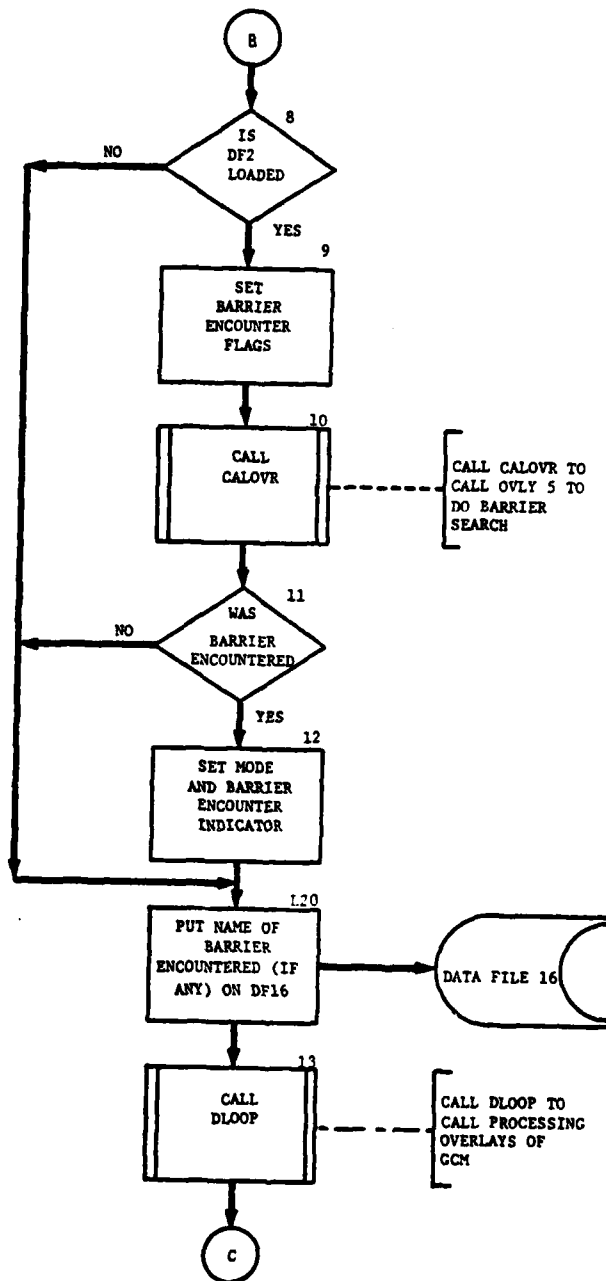 B
8
IS
DF2
LOADED
NO
YES
9
SET
BARRIER
ENCOUNTER
FLAGS
10
CALL
CALOVR
CALL CALOVR TO
CALL OVLY 5 TO
DO BARRIER
SEARCH
11
WAS
BARRIER
ENCOUNTERED
NO
YES
12
SET MODE
AND BARRIER
ENCOUNTER
INDICATOR
L20
PUT NAME OF
BARRIER
ENCOUNTERED (IF
ANY) ON DF16
DATA FILE 16
13
CALL
DLOOP
CALL DLOOP TO
CALL PROCESSING
OVERLAYS OF
GCM
C